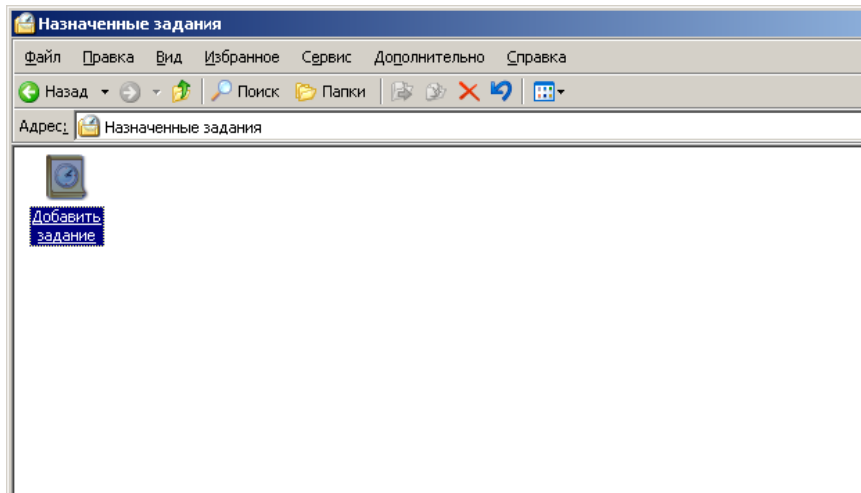 Назначенные задания
Файл Правка Вид Избранное Сервис Дополнительно Справка
Назад Поиск Папки
Адрес: Назначенные задания
Добавить
задание